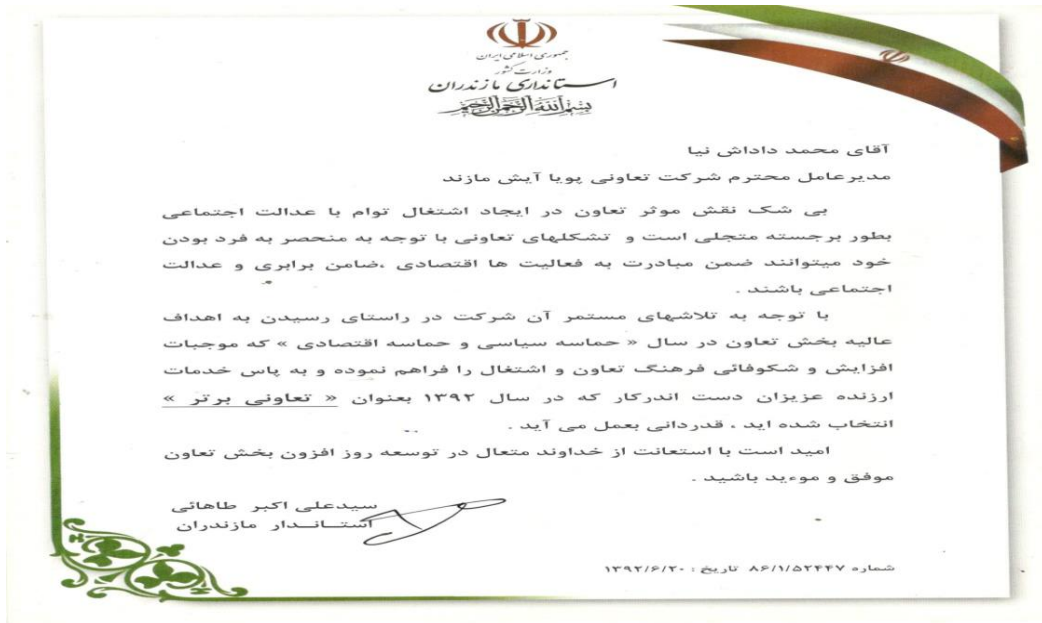 جمهوری اسلامی ایران
وزارت کشور
استانداری مازندران
بسم الله الرحمن الرحیم
آقای محمد داداش نیا
مدیرعامل محترم شرکت تعاونی پویا آیش مازند
بی شک نقش موثر تعاون در ایجاد اشتغال توام با عدالت اجتماعی
بطور برجسته متجلی است و تشکلهای تعاونی با توجه به منحصر به فرد بودن
خود میتوانند ضمن مبادرت به فعالیت ها اقتصادی ،ضامن برابری و عدالت
اجتماعی باشند .
با توجه به تلاشهای مستمر آن شرکت در راستای رسیدن به اهداف
عالیه بخش تعاون در سال « حماسه سیاسی و حماسه اقتصادی » که موجبات
افزایش و شکوفائی فرهنگ تعاون و اشتغال را فراهم نموده و به پاس خدمات
ارزنده عزیزان دست اندرکار که در سال ۱۳۹۲ بعنوان « تعاونی برتر »
انتخاب شده اید ، قدردانی بعمل می آید .
امید است با استعانت از خداوند متعال در توسعه روز افزون بخش تعاون
موفق و موءید باشید .
سیدعلی اکبر طاهائی
استـانـدار مازندران
شماره ۸۶/۱/۵۲۴۴۷ تاریخ : ۱۳۹۲/۶/۲۰